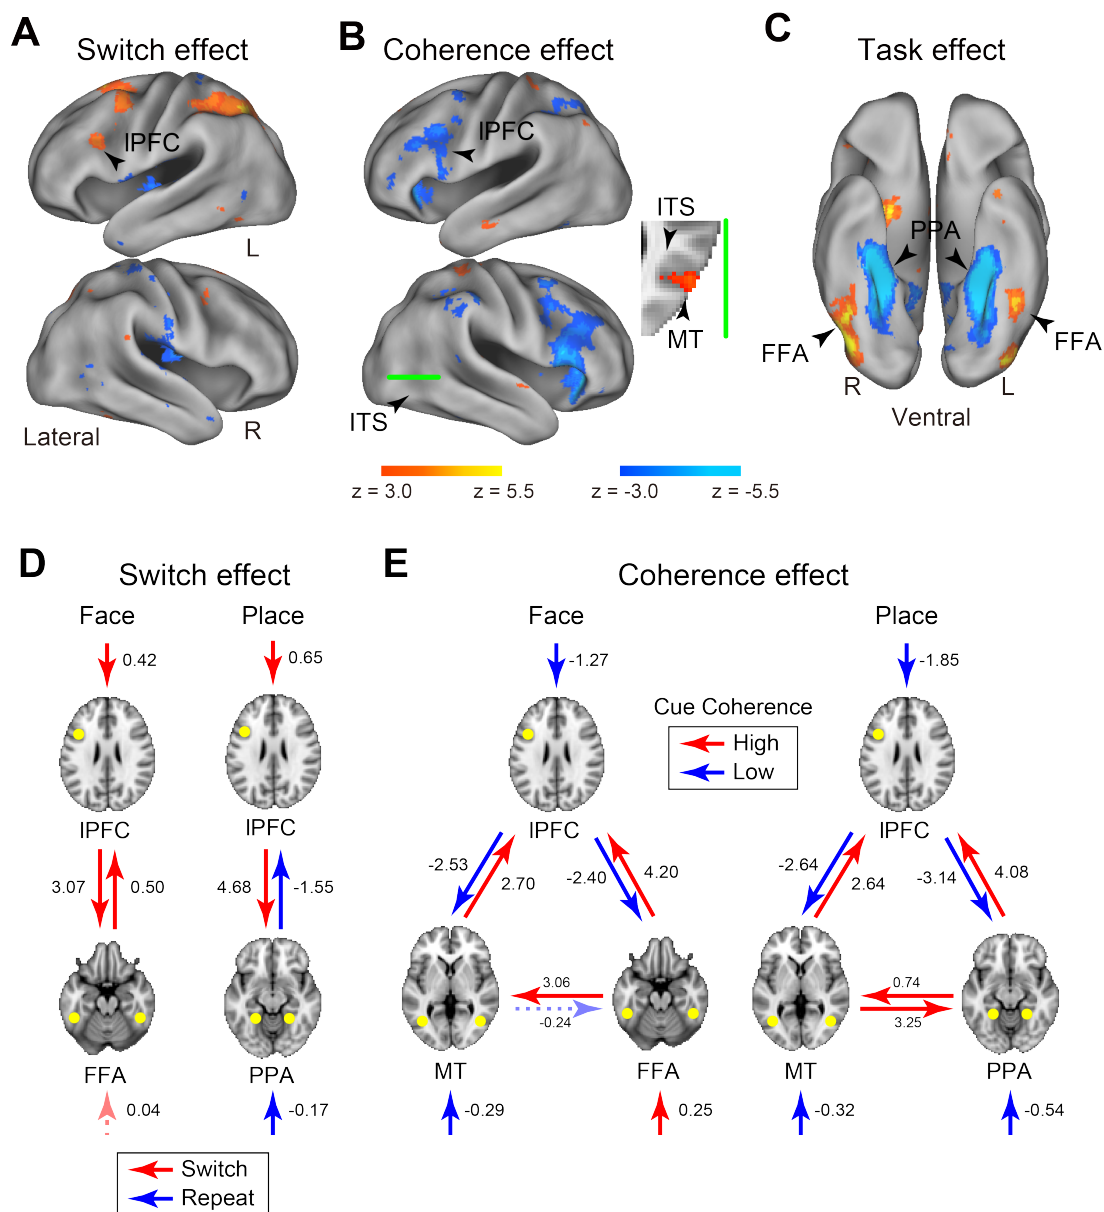 A
Switch effect
lPFC
L
Lateral
R
B
Coherence effect
lPFC
ITS
MT
ITS
C
Task effect
PPA
FFA
FFA
R
L
Ventral
z = 3.0
z = 5.5
z = -3.0
z = -5.5
D
Switch effect
Face
Place
0.42
0.65
lPFC
lPFC
3.07
0.50
4.68
-1.55
FFA
PPA
0.04
-0.17
Switch
Repeat
E
Coherence effect
Face
Place
-1.27
-1.85
Cue Coherence
High
Low
lPFC
lPFC
-2.53
2.70
-2.40
4.20
-2.64
2.64
-3.14
4.08
3.06
-0.24
0.74
3.25
MT
FFA
MT
PPA
-0.29
0.25
-0.32
-0.54